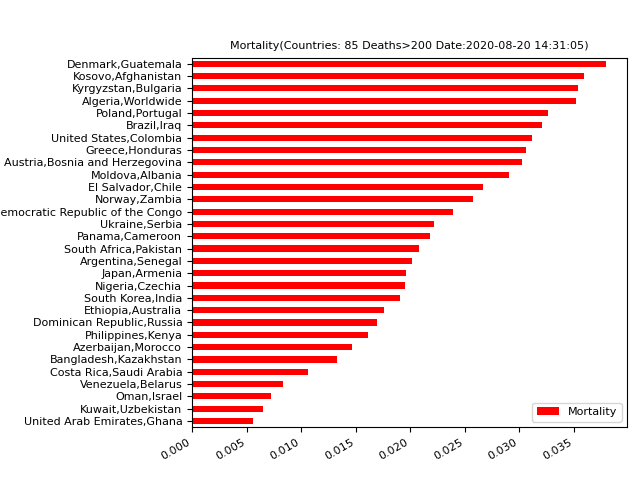 Mortality(Countries: 85 Deaths>200 Date:2020-08-20 14:31:05)
Denmark,Guatemala
Kosovo,Afghanistan
Kyrgyzstan,Bulgaria
Algeria,Worldwide
Poland,Portugal
Brazil,Iraq
United States,Colombia
Greece,Honduras
Austria,Bosnia and Herzegovina
Moldova,Albania
El Salvador,Chile
Norway,Zambia
emocratic Republic of the Congo
Ukraine,Serbia
Panama,Cameroon
South Africa,Pakistan
Argentina,Senegal
Japan,Armenia
Nigeria,Czechia
South Korea,India
Ethiopia,Australia
Dominican Republic,Russia
Philippines,Kenya
Azerbaijan,Morocco
Bangladesh,Kazakhstan
Costa Rica,Saudi Arabia
Venezuela,Belarus
Oman,Israel
Kuwait,Uzbekistan
United Arab Emirates,Ghana
Mortality
0.000 0.005 0.010 0.015 0.020 0.025 0.030 0.035